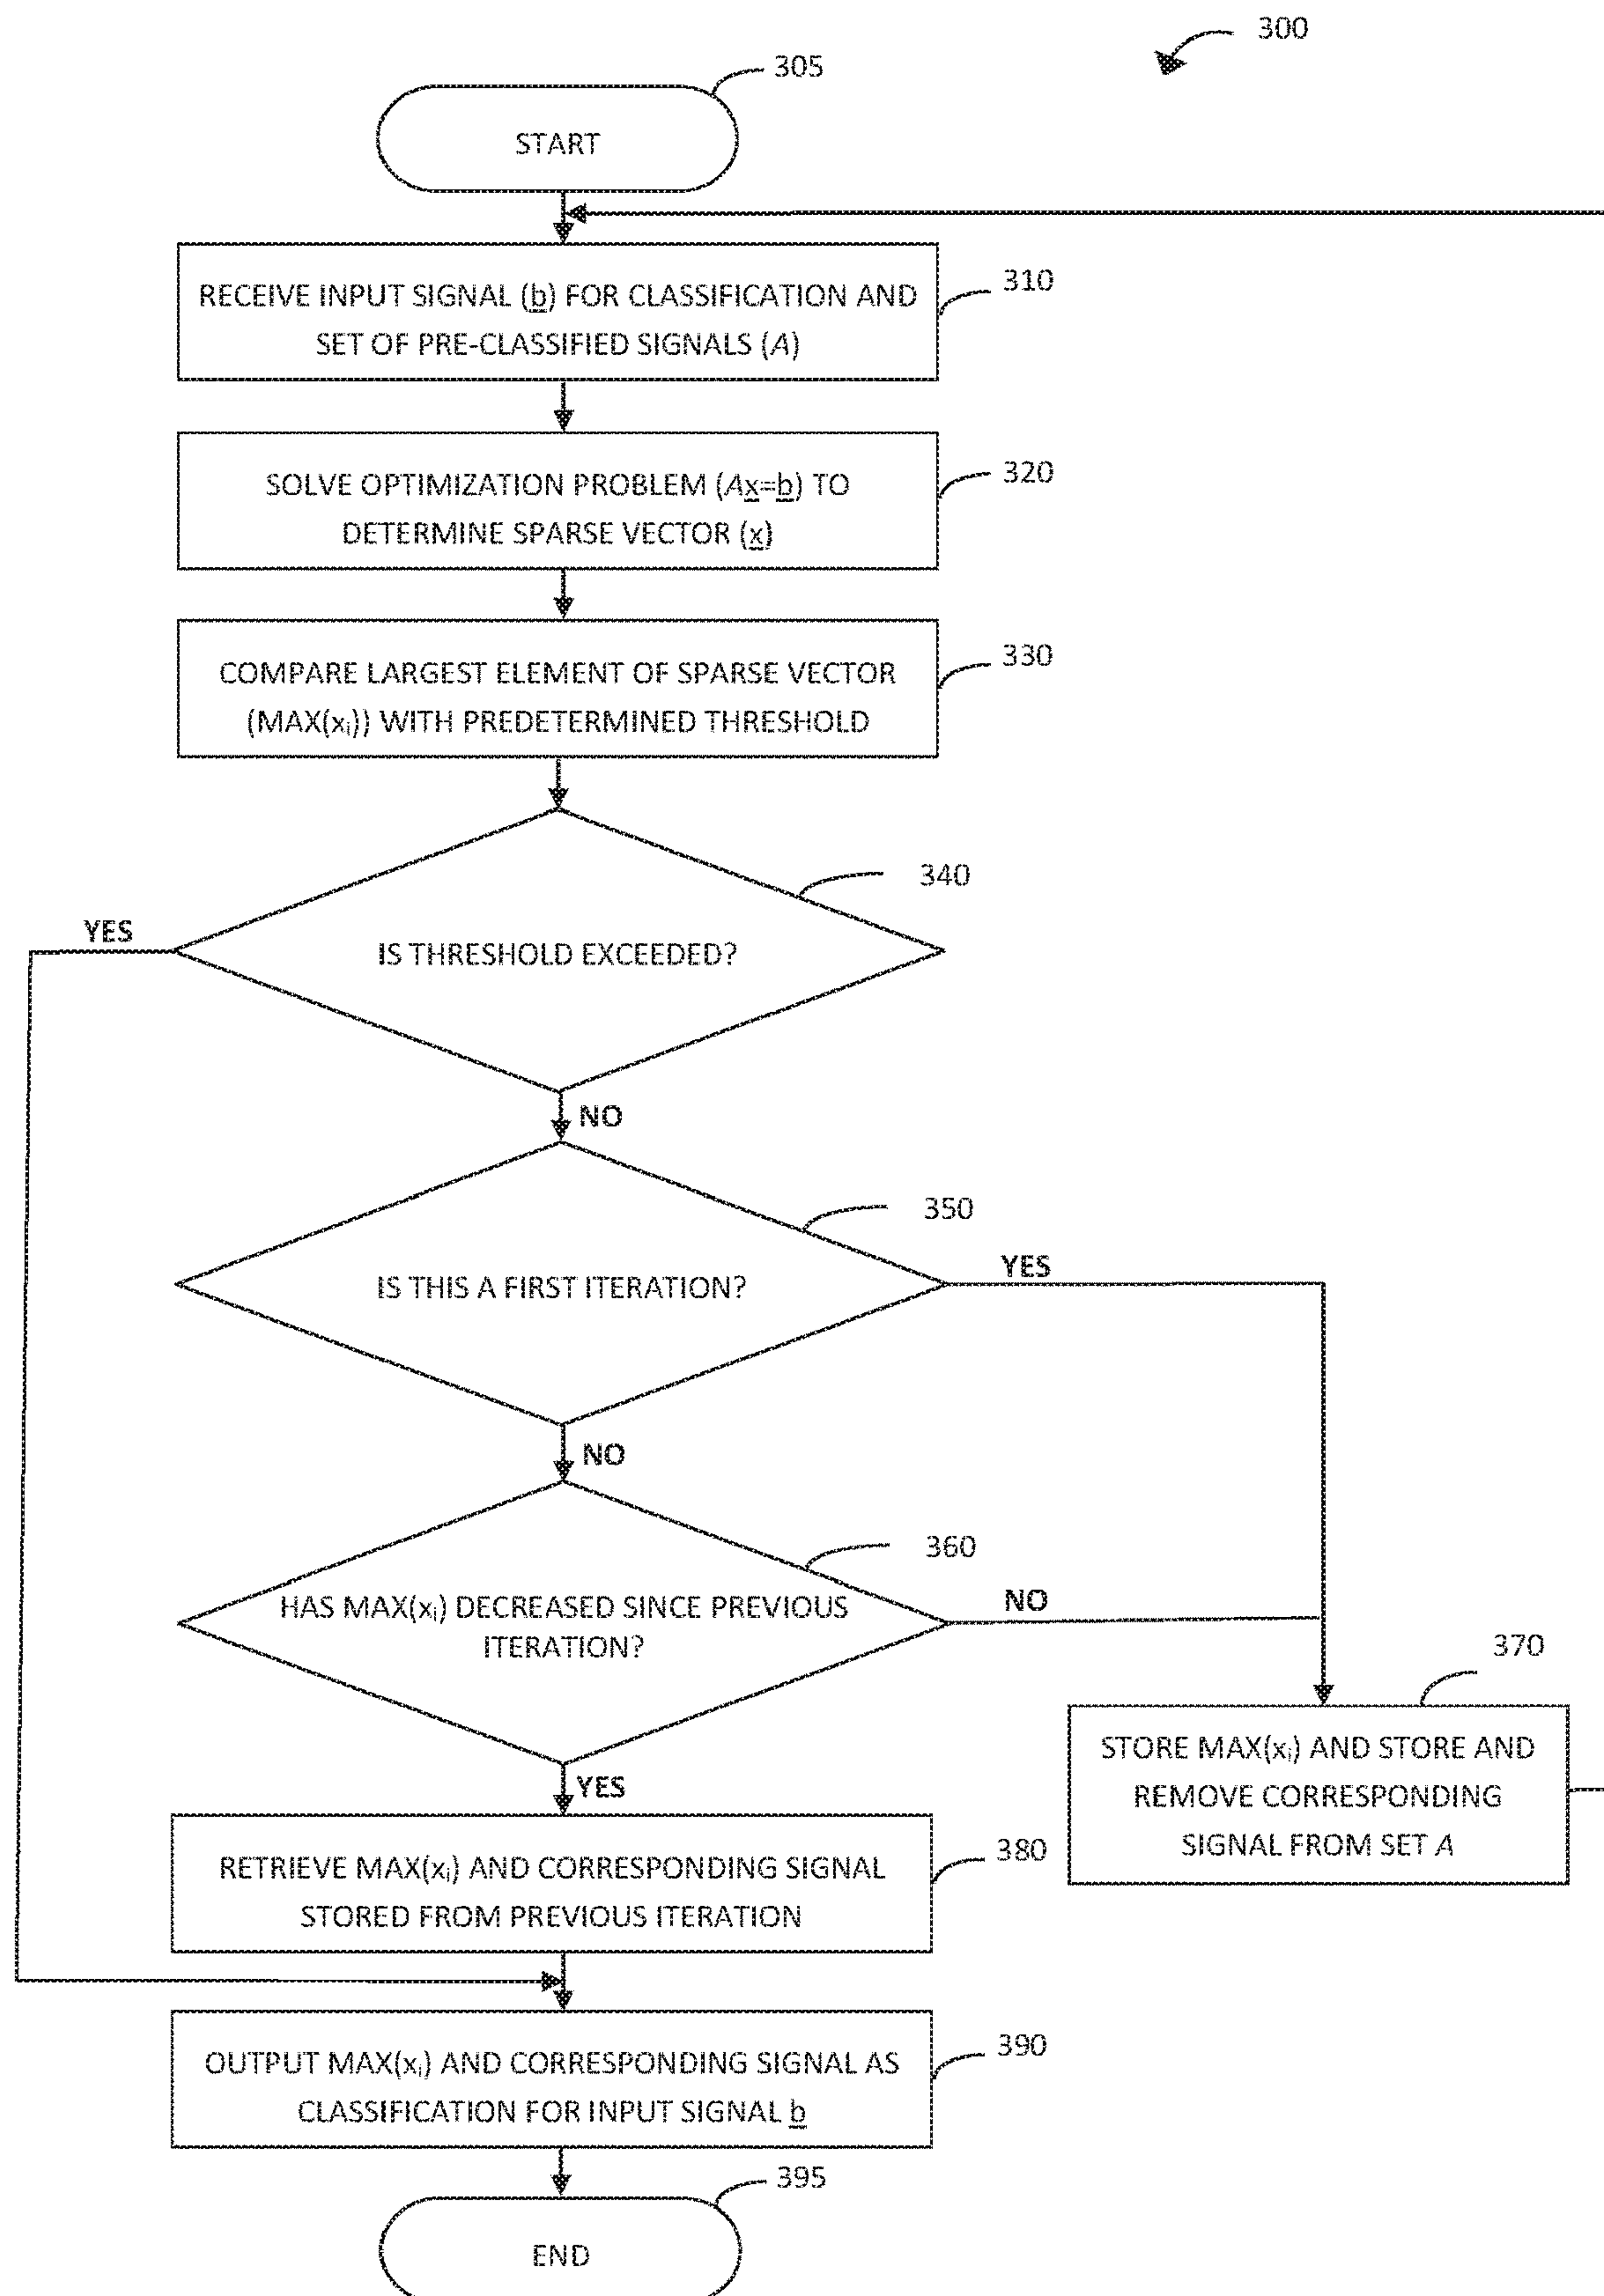 300
305
START
RECEIVE INPUT SIGNAL (b) FOR CLASSIFICATION AND
SET OF PRE-CLASSIFIED SIGNALS (A)
310
SOLVE OPTIMIZATION PROBLEM (Ax=b) TO
DETERMINE SPARSE VECTOR (x)
320
COMPARE LARGEST ELEMENT OF SPARSE VECTOR
(MAX(xᵢ)) WITH PREDETERMINED THRESHOLD
330
340
YES
IS THRESHOLD EXCEEDED?
NO
350
IS THIS A FIRST ITERATION?
YES
NO
360
HAS MAX(xᵢ) DECREASED SINCE PREVIOUS
ITERATION?
NO
370
STORE MAX(xᵢ) AND STORE AND
REMOVE CORRESPONDING
SIGNAL FROM SET A
YES
RETRIEVE MAX(xᵢ) AND CORRESPONDING SIGNAL
STORED FROM PREVIOUS ITERATION
380
OUTPUT MAX(xᵢ) AND CORRESPONDING SIGNAL AS
CLASSIFICATION FOR INPUT SIGNAL b
390
395
END